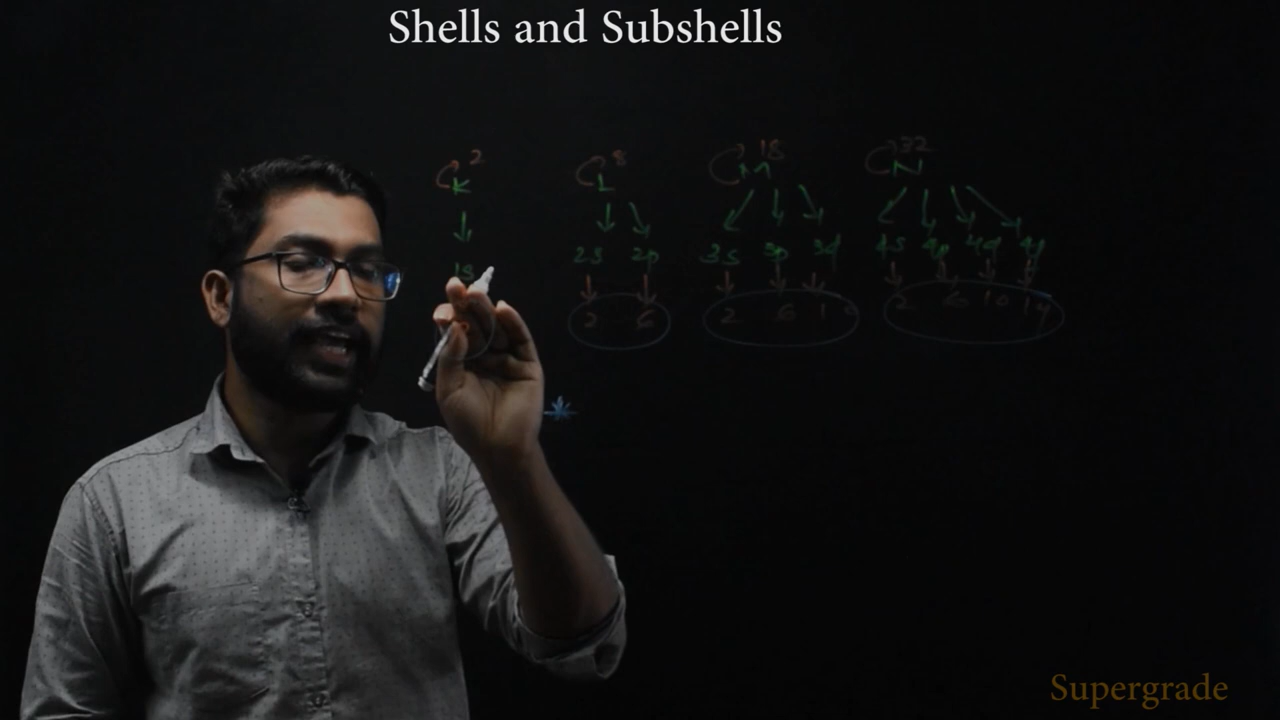 Shells and Subshells
K 2 L 8 M 18 N 32
1s 2s 2p 3s 3p 3d 4s 4p 4d 4f
2 6 2 6 1 2 6 10 14
Supergrade